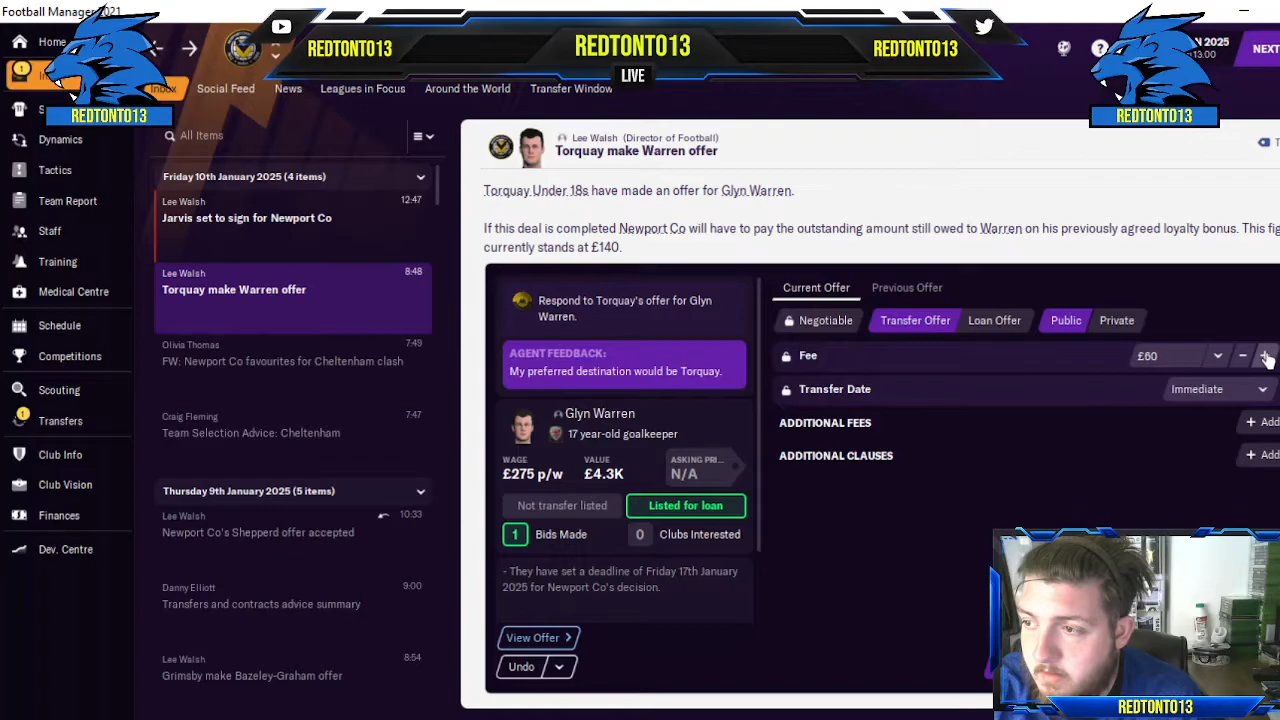 Football Manager 2021
REDTONTO13
REDTONTO13
REDTONTO13
LIVE
REDTONTO13
REDTONTO13
Home
2025
13.00
NEXT
Inbox
Social Feed
News
Leagues in Focus
Around the World
Transfer Window
Dynamics
Tactics
Team Report
Staff
Training
Medical Centre
Schedule
Competitions
Scouting
Transfers
Club Info
Club Vision
Finances
Dev. Centre
All Items
Friday 10th January 2025 (4 items)
Lee Walsh
12:47
Jarvis set to sign for Newport Co
Lee Walsh
8:48
Torquay make Warren offer
Olivia Thomas
7:49
FW: Newport Co favourites for Cheltenham clash
Craig Fleming
7:47
Team Selection Advice: Cheltenham
Thursday 9th January 2025 (5 items)
Lee Walsh
10:33
Newport Co's Shepperd offer accepted
Danny Elliott
9:00
Transfers and contracts advice summary
Lee Walsh
8:54
Grimsby make Bazeley-Graham offer
Lee Walsh (Director of Football)
Torquay make Warren offer
Torquay Under 18s have made an offer for Glyn Warren.
If this deal is completed Newport Co will have to pay the outstanding amount still owed to Warren on his previously agreed loyalty bonus. This fig
currently stands at £140.
Respond to Torquay's offer for Glyn
Warren.
AGENT FEEDBACK:
My preferred destination would be Torquay.
Glyn Warren
17 year-old goalkeeper
WAGE
£275 p/w
VALUE
£4.3K
ASKING PRI...
N/A
Not transfer listed
Listed for loan
1 Bids Made
0 Clubs Interested
- They have set a deadline of Friday 17th January
2025 for Newport Co's decision.
View Offer
Undo
Current Offer
Previous Offer
Negotiable
Transfer Offer
Loan Offer
Public
Private
Fee
£60
Transfer Date
Immediate
ADDITIONAL FEES
+ Add
ADDITIONAL CLAUSES
+ Add
REDTONTO13